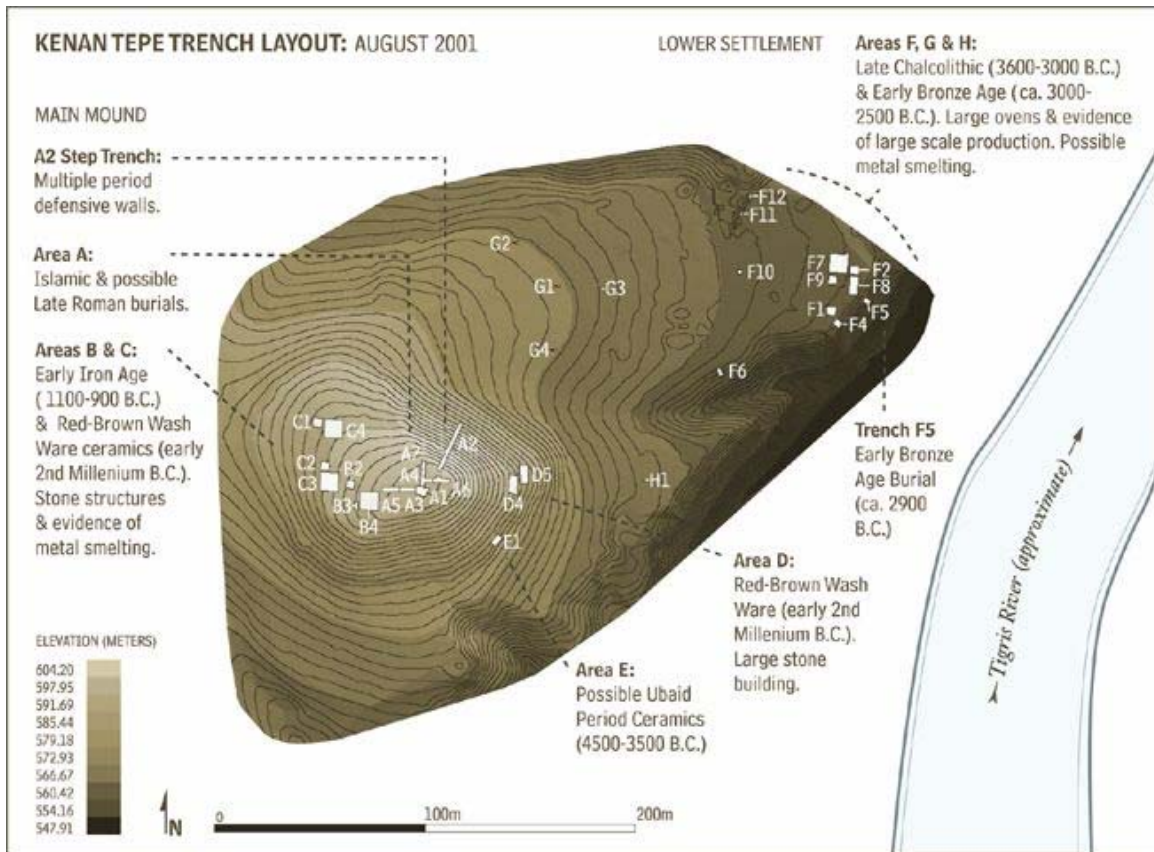 KENAN TEPE TRENCH LAYOUT: AUGUST 2001
LOWER SETTLEMENT
Areas F, G & H:
Late Chalcolithic (3600-3000 B.C.)
& Early Bronze Age (ca. 3000-
2500 B.C.). Large ovens & evidence
of large scale production. Possible
metal smelting.
MAIN MOUND
A2 Step Trench:
Multiple period
defensive walls.
Area A:
Islamic & possible
Late Roman burials.
Areas B & C:
Early Iron Age
(1100-900 B.C.)
& Red-Brown Wash
Ware ceramics (early
2nd Millenium B.C.).
Stone structures
& evidence of
metal smelting.
F12
F11
G2
F10
F7
F2
F9
F8
G1
G3
F5
F1
F4
G4
F6
C1
C4
A2
A7
C2
B2
A4
C3
B3
B4
A5
A3
A1
A6
D5
D4
H1
E1
Trench F5
Early Bronze
Age Burial
(ca. 2900
B.C.)
Area D:
Red-Brown Wash
Ware (early 2nd
Millenium B.C.).
Large stone
building.
Area E:
Possible Ubaid
Period Ceramics
(4500-3500 B.C.)
Tigris River (approximate)
ELEVATION (METERS)
604.20
597.95
591.69
585.44
579.18
572.93
566.67
560.42
554.16
547.91
N
0
100m
200m